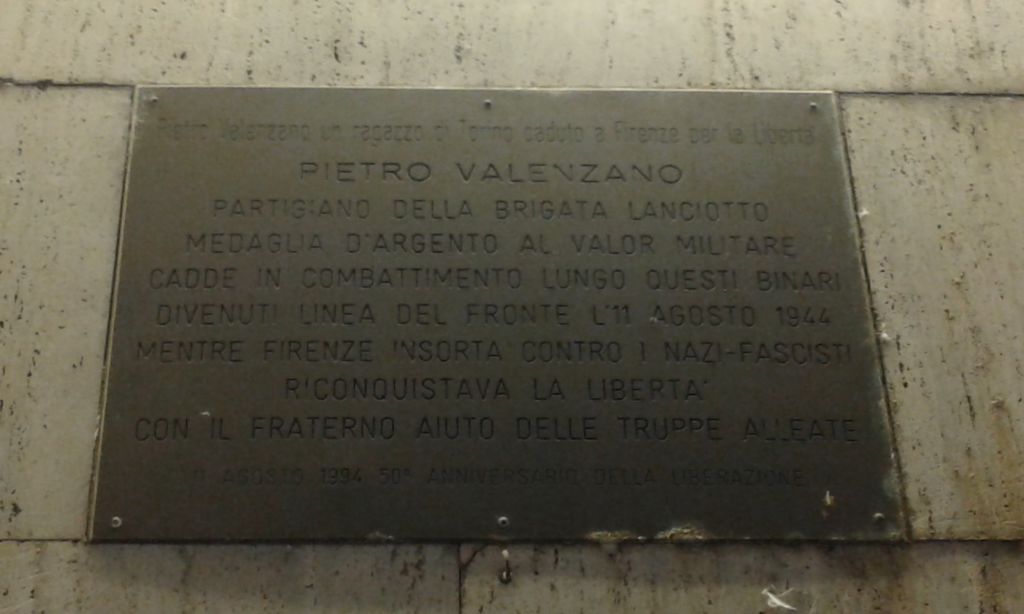 Pietro Valenzano un ragazzo di Torino caduto a Firenze per la Libertà
PIETRO VALENZANO
PARTIGIANO DELLA BRIGATA LANCIOTTO
MEDAGLIA D'ARGENTO AL VALOR MILITARE
CADDE IN COMBATTIMENTO LUNGO QUESTI BINARI
DIVENUTI LINEA DEL FRONTE L'11 AGOSTO 1944
MENTRE FIRENZE INSORTA CONTRO I NAZI-FASCISTI
RICONQUISTAVA LA LIBERTA'
CON IL FRATERNO AIUTO DELLE TRUPPE ALLEATE
AGOSTO 1994 50° ANNIVERSARIO DELLA LIBERAZIONE